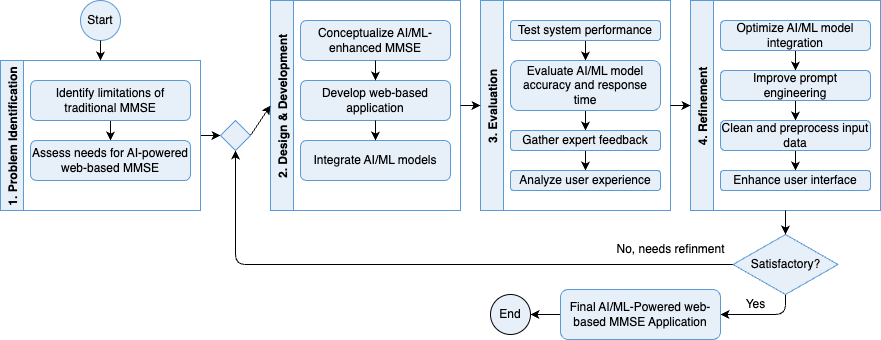 Start
1. Problem Identification
Identify limitations of
traditional MMSE
Assess needs for AI-powered
web-based MMSE
2. Design & Development
Conceptualize AI/ML-
enhanced MMSE
Develop web-based
application
Integrate AI/ML models
3. Evaluation
Test system performance
Evaluate AI/ML model
accuracy and response
time
Gather expert feedback
Analyze user experience
4. Refinement
Optimize AI/ML model
integration
Improve prompt
engineering
Clean and preprocess input
data
Enhance user interface
Satisfactory?
No, needs refinment
Yes
Final AI/ML-Powered web-
based MMSE Application
End